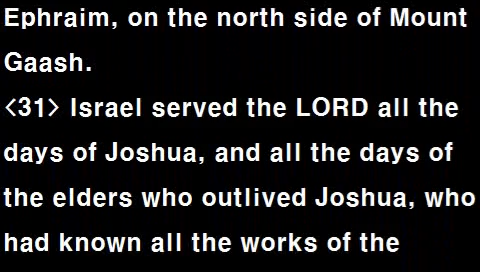 Ephraim, on the north side of Mount
Gaash.
<31> Israel served the LORD all the
days of Joshua, and all the days of
the elders who outlived Joshua, who
had known all the works of the